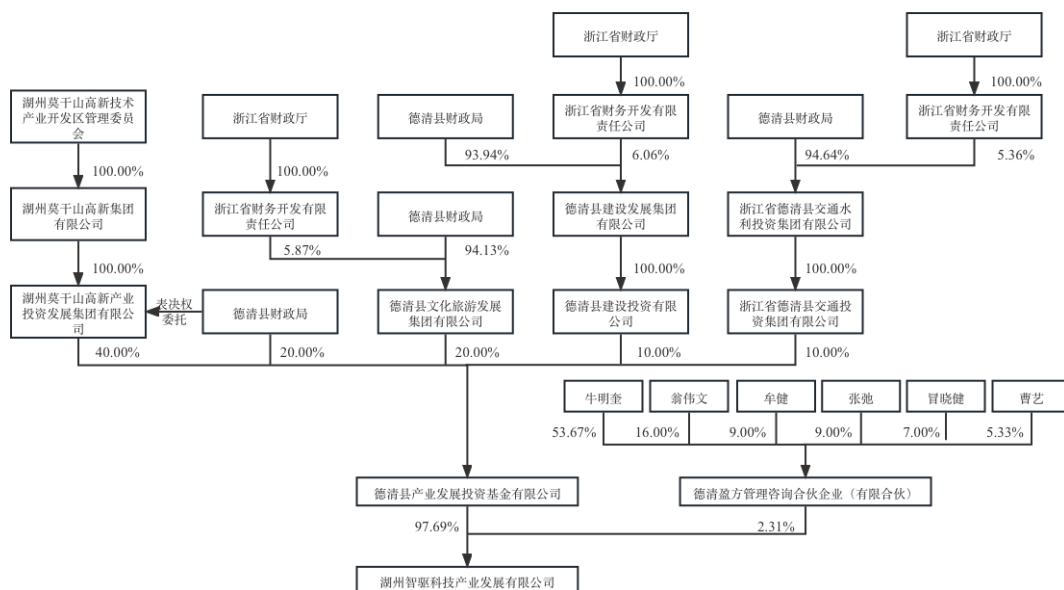 浙江省财政厅
浙江省财政厅
100.00%
100.00%
湖州莫干山高新技术
产业开发区管理委员
会
浙江省财政厅
德清县财政局
浙江省财务开发有限
责任公司
德清县财政局
浙江省财务开发有限
责任公司
93.94%
6.06%
94.64%
5.36%
100.00%
100.00%
湖州莫干山高新集团
有限公司
浙江省财务开发有限
责任公司
德清县财政局
德清县建设发展集团
有限公司
浙江省德清县交通水
利投资集团有限公司
5.87%
94.13%
100.00%
100.00%
100.00%
湖州莫干山高新产业
投资发展集团有限公
司
表决权
委托
德清县财政局
德清县文化旅游发展
集团有限公司
德清县建设投资有限
公司
浙江省德清县交通投
资集团有限公司
40.00%
20.00%
20.00%
10.00%
10.00%
牛明奎
翁伟文
牟健
张弛
冒晓健
曹艺
53.67%
16.00%
9.00%
9.00%
7.00%
5.33%
德清县产业发展投资基金有限公司
德清盈方管理咨询合伙企业（有限合伙）
97.69%
2.31%
湖州智驱科技产业发展有限公司